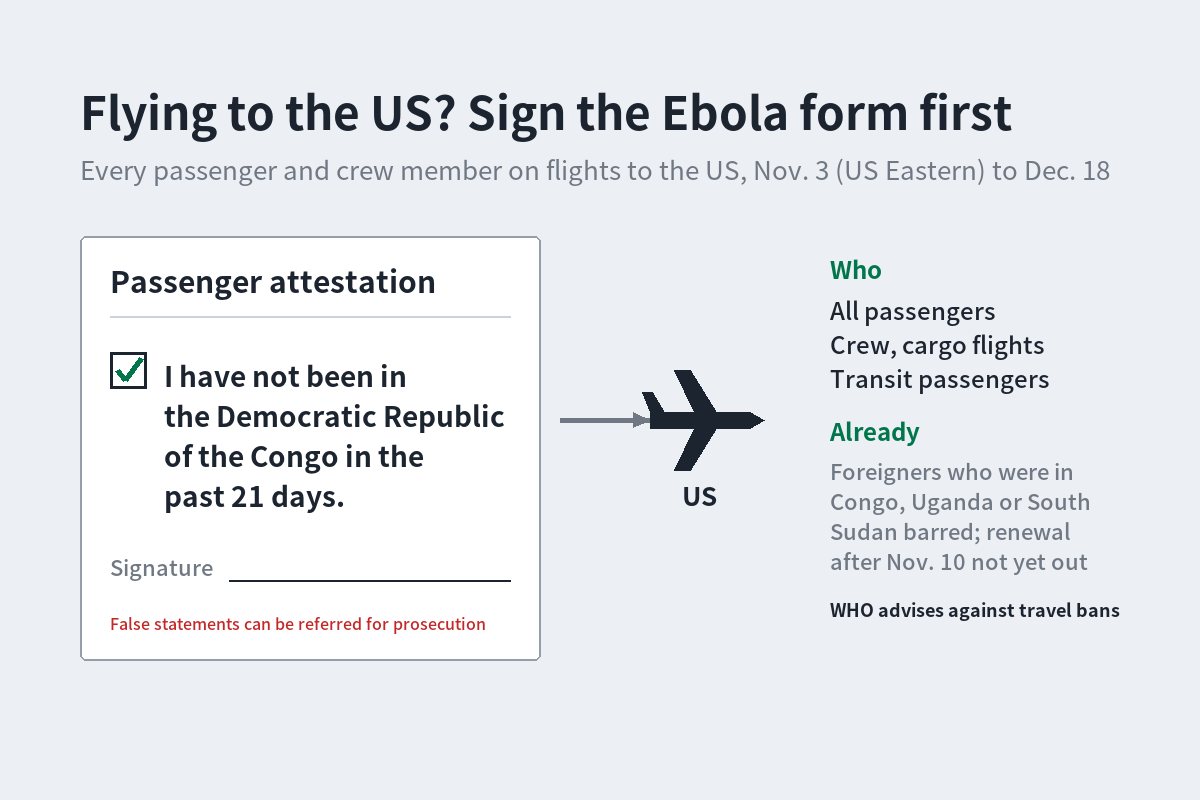 Flying to the US? Sign the Ebola form first
Every passenger and crew member on flights to the US, Nov. 3 (US Eastern) to Dec. 18
Passenger attestation
I have not been in
the Democratic Republic
of the Congo in the
past 21 days.
Signature
False statements can be referred for prosecution
US
Who
All passengers
Crew, cargo flights
Transit passengers
Already
Foreigners who were in
Congo, Uganda or South
Sudan barred; renewal
after Nov. 10 not yet out
WHO advises against travel bans